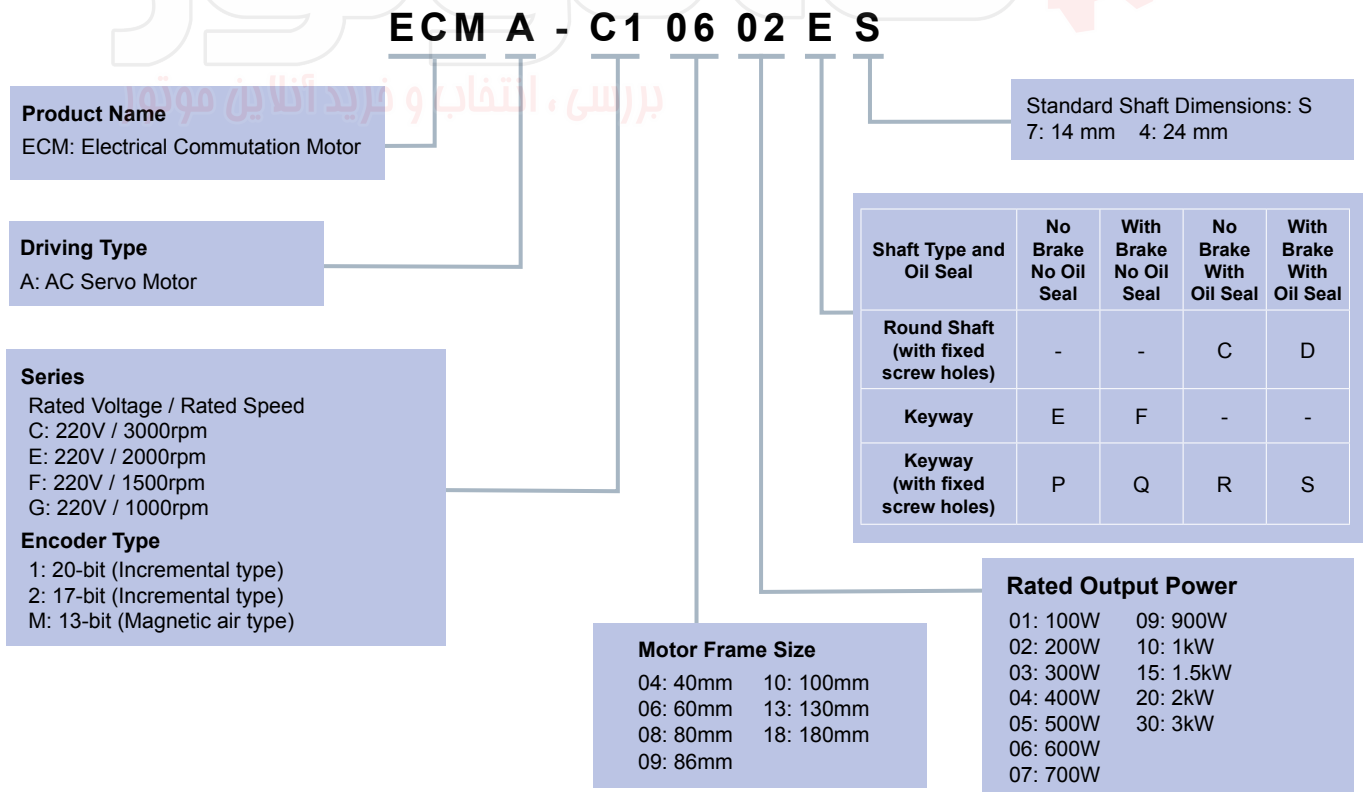 ECM A - C1 06 02 E S
بررسی ، انتخاب و خرید آنلاین موتور
Product Name
ECM: Electrical Commutation Motor
Driving Type
A: AC Servo Motor
Series
Rated Voltage / Rated Speed
C: 220V / 3000rpm
E: 220V / 2000rpm
F: 220V / 1500rpm
G: 220V / 1000rpm
Encoder Type
1: 20-bit (Incremental type)
2: 17-bit (Incremental type)
M: 13-bit (Magnetic air type)
Motor Frame Size
04: 40mm 10: 100mm
06: 60mm 13: 130mm
08: 80mm 18: 180mm
09: 86mm
Rated Output Power
01: 100W 09: 900W
02: 200W 10: 1kW
03: 300W 15: 1.5kW
04: 400W 20: 2kW
05: 500W 30: 3kW
06: 600W
07: 700W
Shaft Type and
Oil Seal
No
Brake
No Oil
Seal
With
Brake
No Oil
Seal
No
Brake
With
Oil Seal
With
Brake
With
Oil Seal
Round Shaft
(with fixed
screw holes)
- - C D
Keyway
E F - -
Keyway
(with fixed
screw holes)
P Q R S
Standard Shaft Dimensions: S
7: 14 mm 4: 24 mm